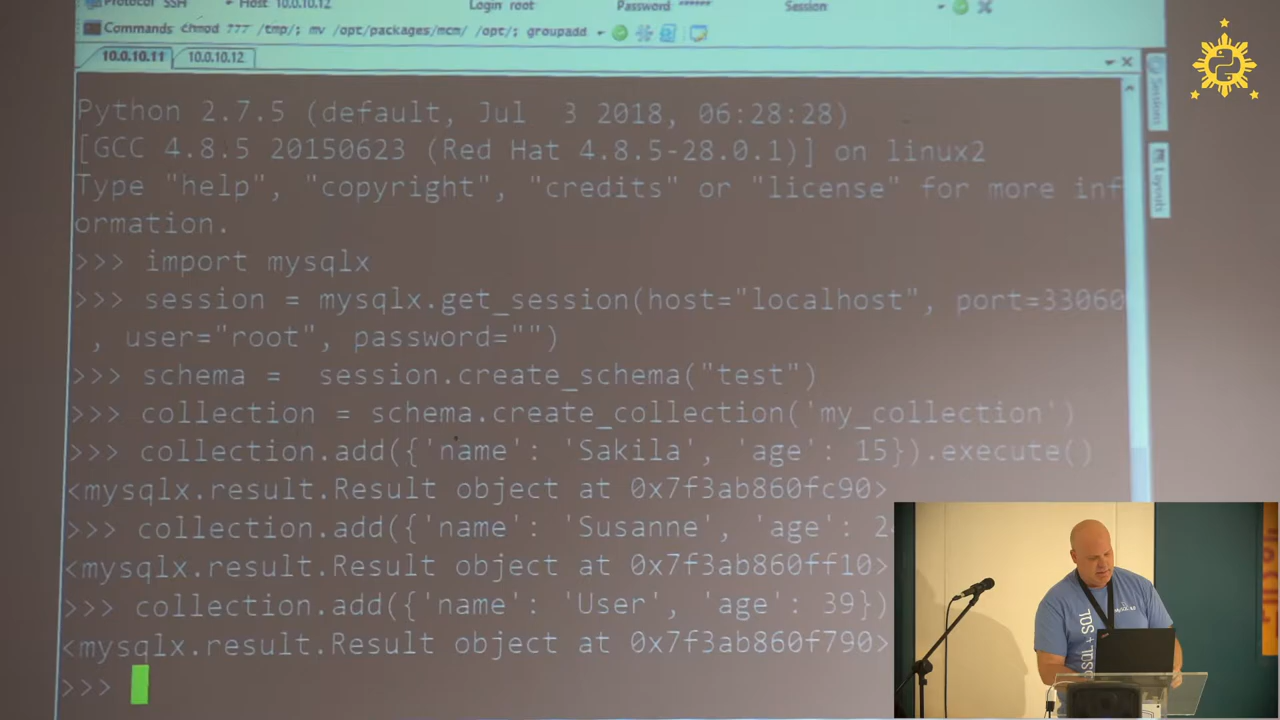 Protocol SSH Host 10.0.10.12 Login root Password ****** Session
Commands chmod 777 /tmp/; mv /opt/packages/mcm/ /opt/; groupadd
10.0.10.11 10.0.10.12
Python 2.7.5 (default, Jul 3 2018, 06:28:28)
[GCC 4.8.5 20150623 (Red Hat 4.8.5-28.0.1)] on linux2
Type "help", "copyright", "credits" or "license" for more inf
ormation.
>>> import mysqlx
>>> session = mysqlx.get_session(host="localhost", port=33060
, user="root", password="")
>>> schema =  session.create_schema("test")
>>> collection = schema.create_collection('my_collection')
>>> collection.add({'name': 'Sakila', 'age': 15}).execute()
<mysqlx.result.Result object at 0x7f3ab860fc90>
>>> collection.add({'name': 'Susanne', 'age': 2
<mysqlx.result.Result object at 0x7f3ab860ff10>
>>> collection.add({'name': 'User', 'age': 39})
<mysqlx.result.Result object at 0x7f3ab860f790>
>>>
Session
Layouts